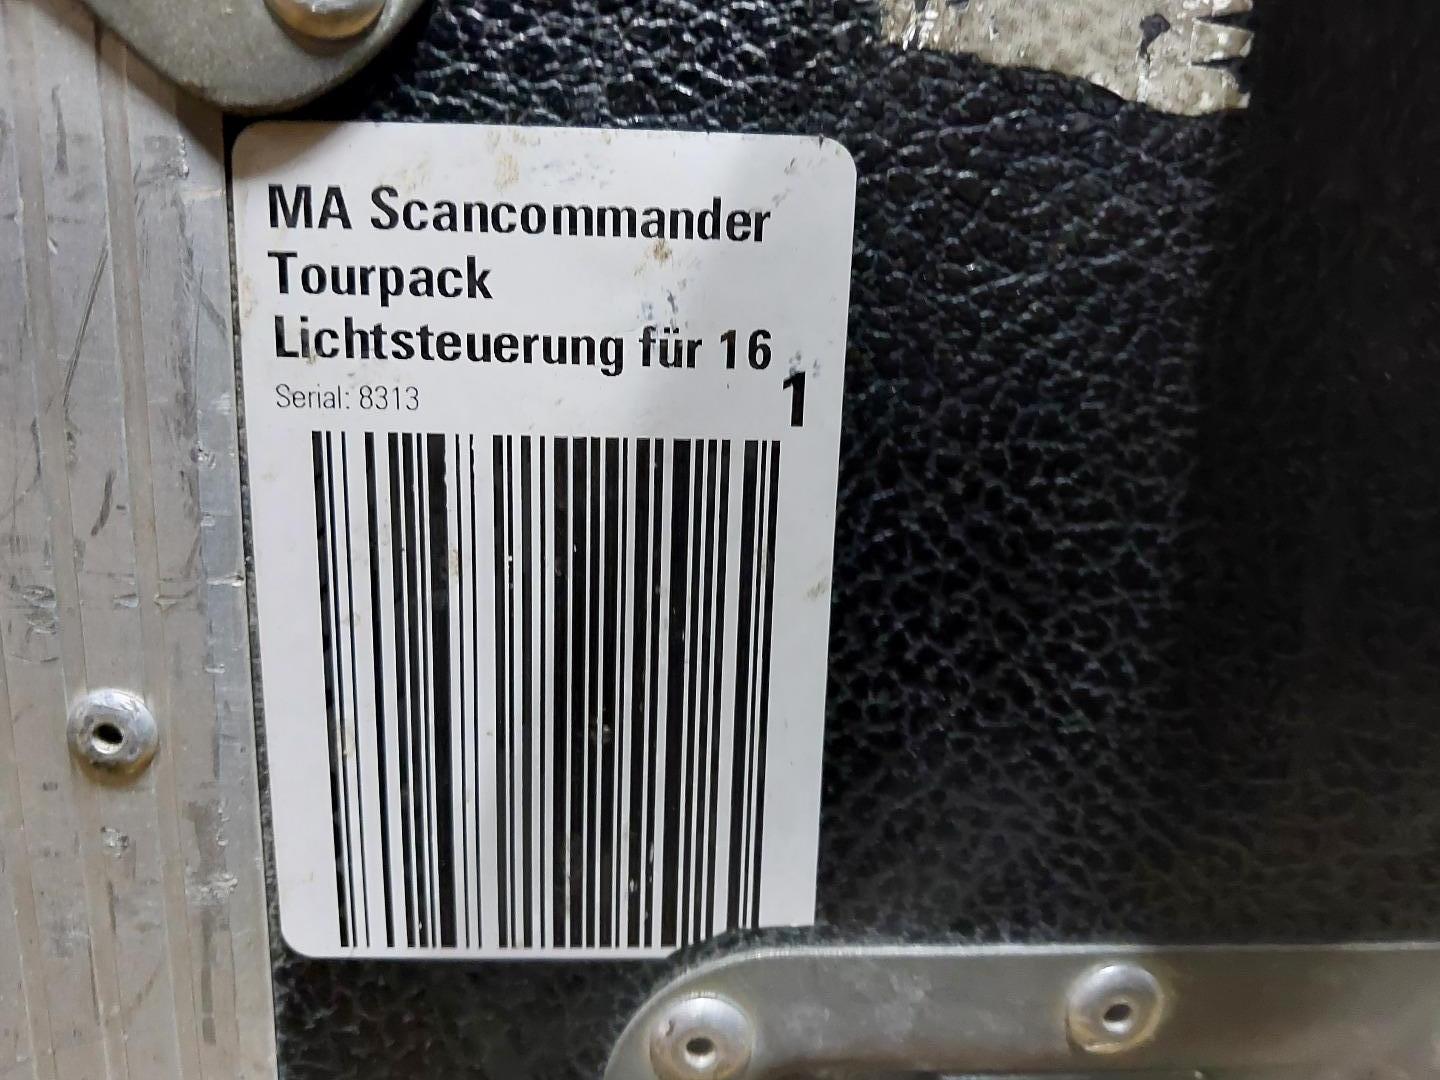 MA Scancommander
Tourpack
Lichtsteuerung für 16
Serial: 8313
1